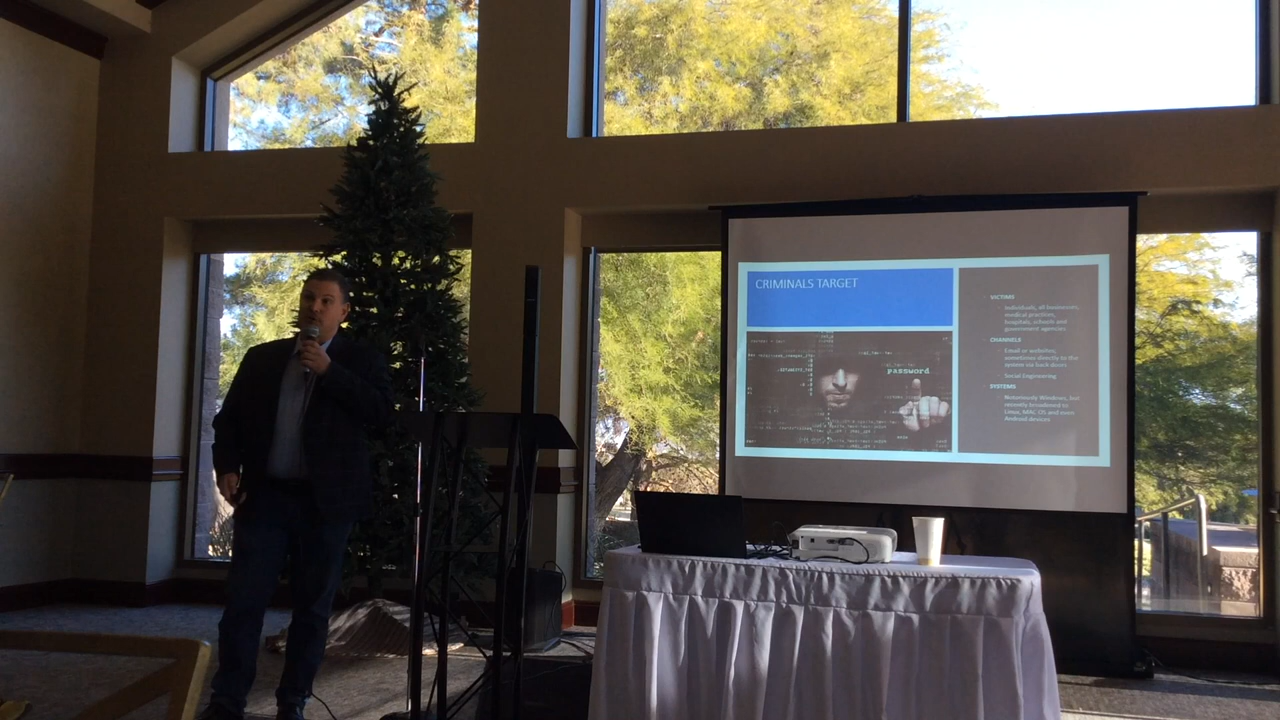 CRIMINALS TARGET
password
VICTIMS
Individuals, all businesses,
medical practices,
hospitals, schools and
government agencies
CHANNELS
Email or websites,
sometimes directly to the
system via back doors
Social Engineering
SYSTEMS
Notoriously Windows, but
recently broadened to
Linux, MAC OS and even
Android devices